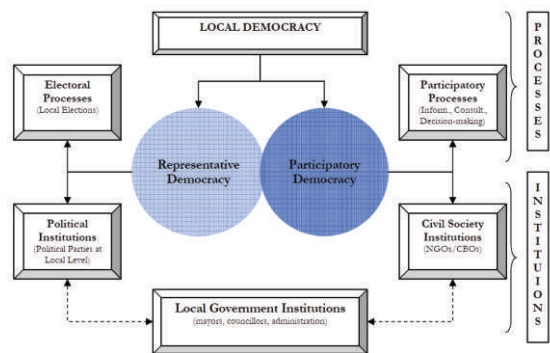 LOCAL DEMOCRACY
Electoral
Processes
(Local Elections)
Participatory
Processes
(Inform., Consult.,
Decision-making)
PROCESSES
Representative
Democracy
Participatory
Democracy
Political
Institutions
(Political Parties at
Local Level)
Civil Society
Institutions
(NGOs/CBOs)
INSTITUIONS
Local Government Institutions
(mayors, councillors, administration)